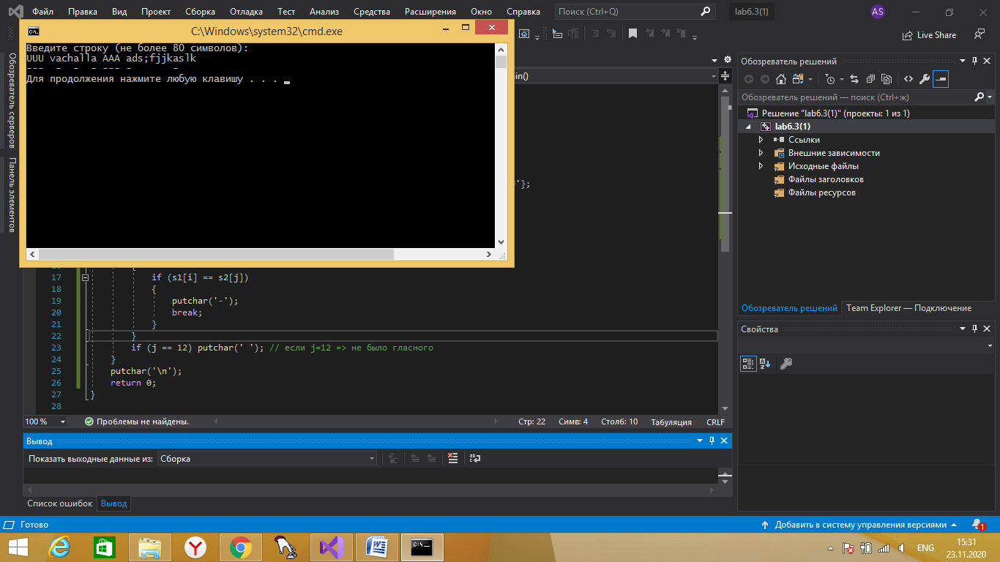 Файл Правка Вид Проект Сборка Отладка Тест Анализ Средства Расширения Окно Справка Поиск (Ctrl+Q) lab6.3(1) AS
C:\Windows\system32\cmd.exe
Live Share
Введите строку (не более 80 символов):
UUU vachalla AAA ads;fjjkaslk
--- - - - --- - -
Для продолжения нажмите любую клавишу . . .
Обозреватель серверов
Панель элементов
in()
'};
17 if (s1[i] == s2[j])
18 {
19 putchar('-');
20 break;
21 }
22 }
23 if (j == 12) putchar(' '); // если j=12 => не было гласного
24 }
25 putchar('\n');
26 return 0;
27 }
28
100 % Проблемы не найдены. Стр: 22 Симв: 4 Столб: 10 Табуляция CRLF
Вывод
Показать выходные данные из: Сборка
Список ошибок Вывод
Обозреватель решений
Обозреватель решений — поиск (Ctrl+ж)
Решение "lab6.3(1)" (проекты: 1 из 1)
lab6.3(1)
Ссылки
Внешние зависимости
Исходные файлы
Файлы заголовков
Файлы ресурсов
Обозреватель решений Team Explorer — Подключение
Свойства
Готово Добавить в систему управления версиями 1
ENG 15:31
23.11.2020